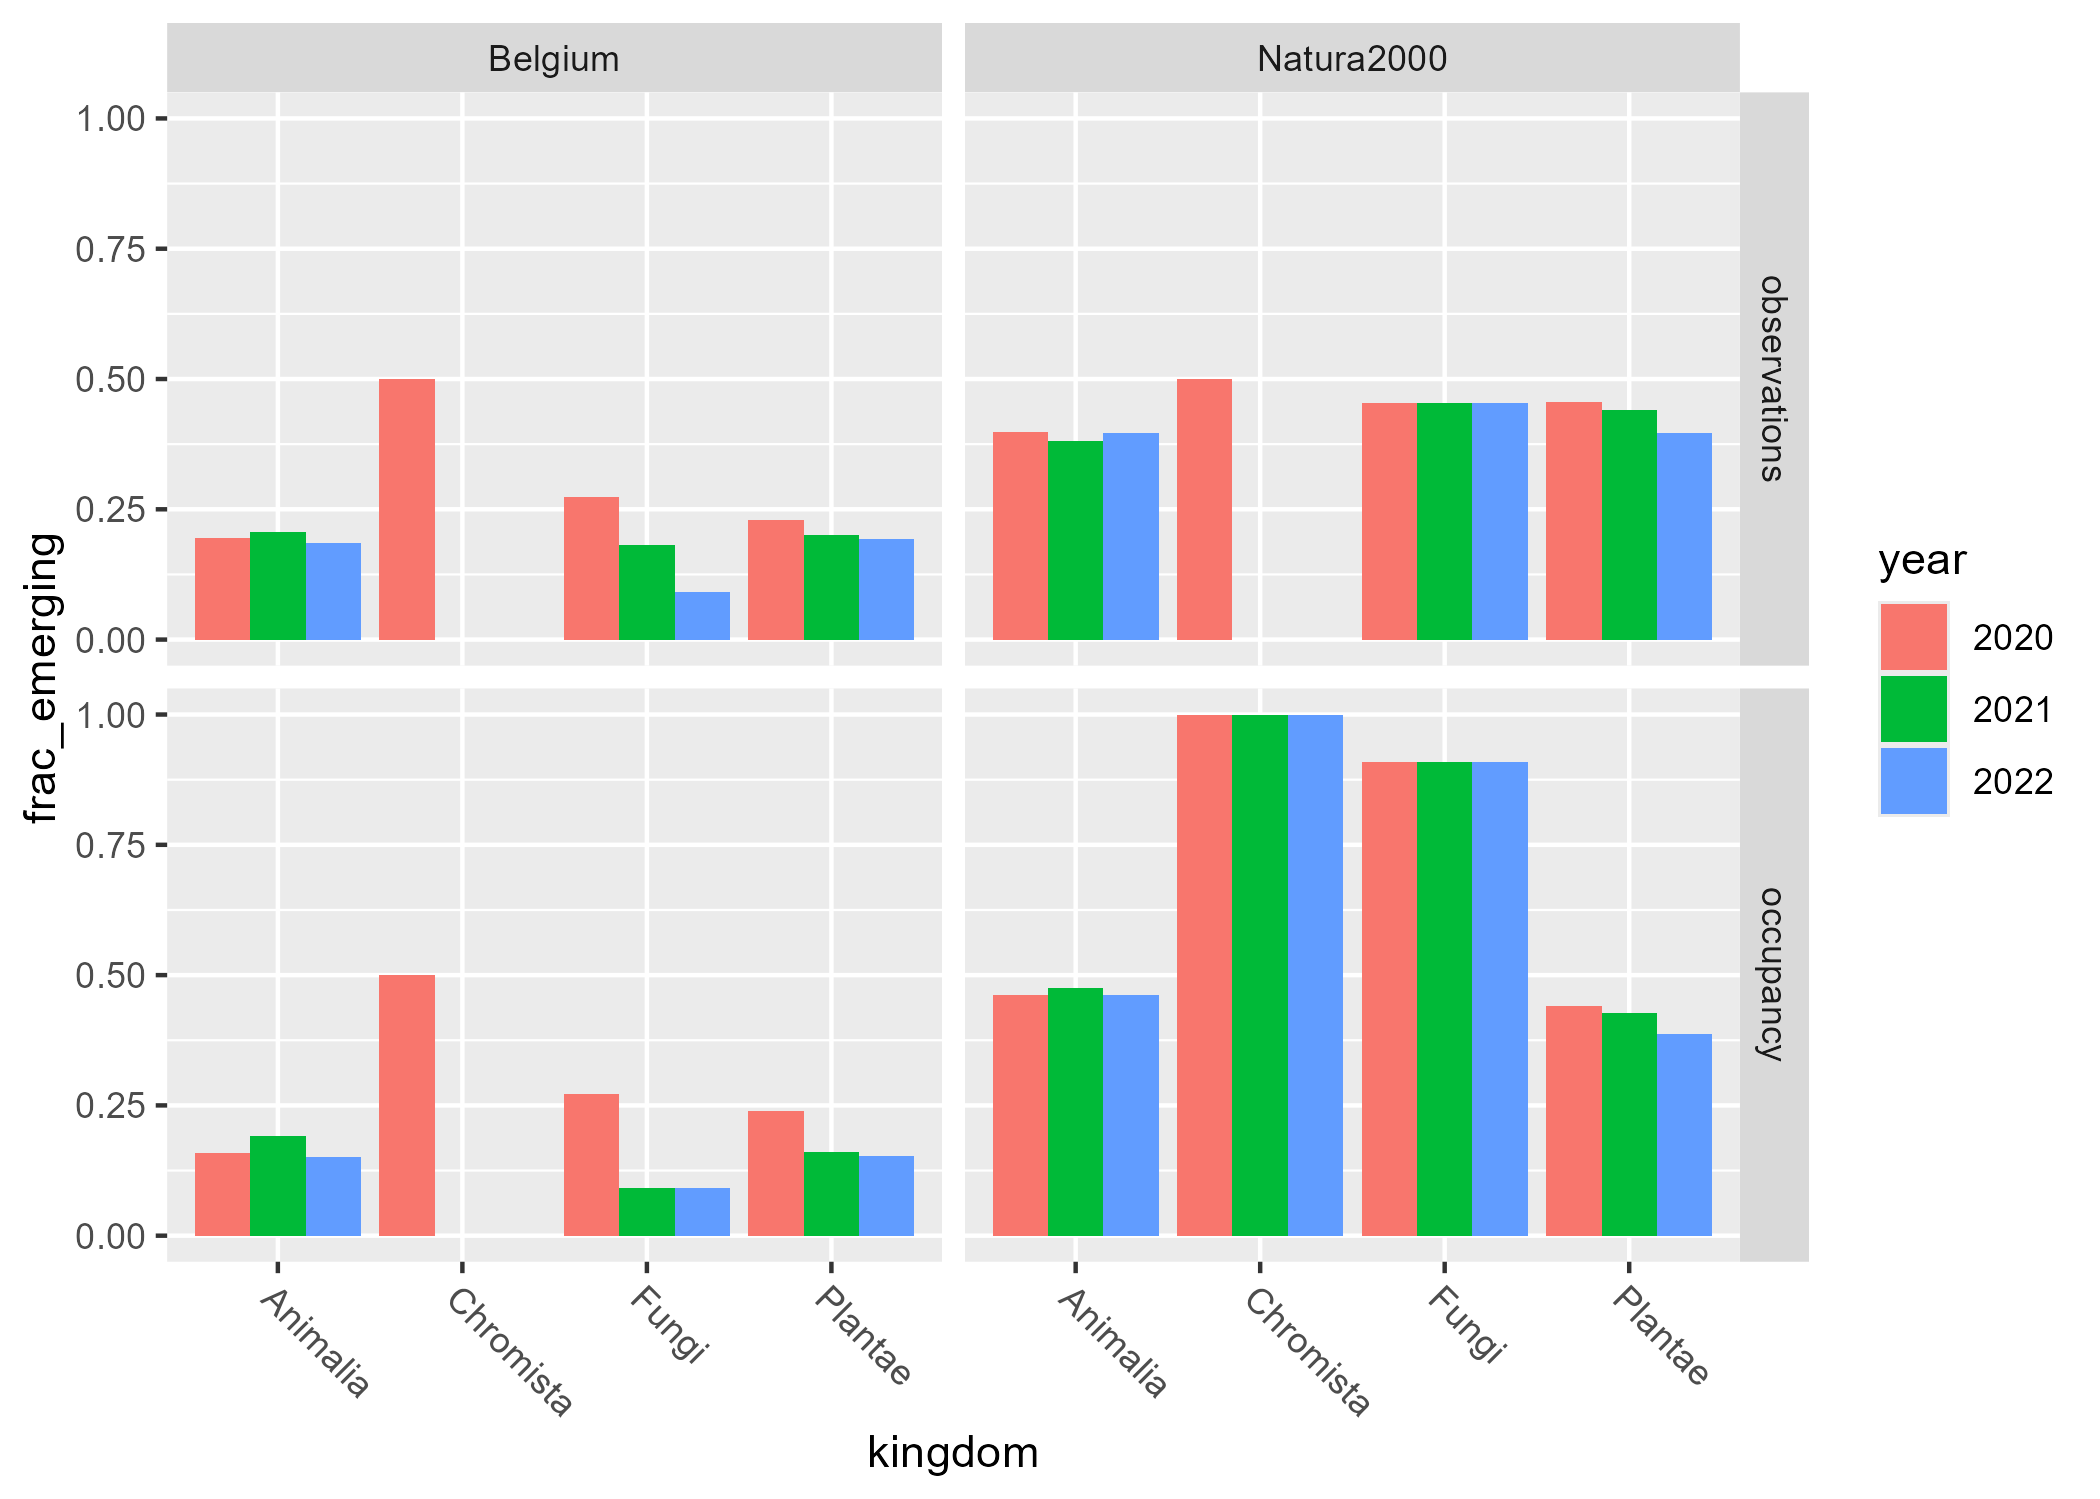 Belgium
Natura2000
1.00
0.75
0.50
0.25
0.00
observations
1.00
0.75
0.50
0.25
0.00
occupancy
frac_emerging
Animalia
Chromista
Fungi
Plantae
Animalia
Chromista
Fungi
Plantae
kingdom
year
2020
2021
2022